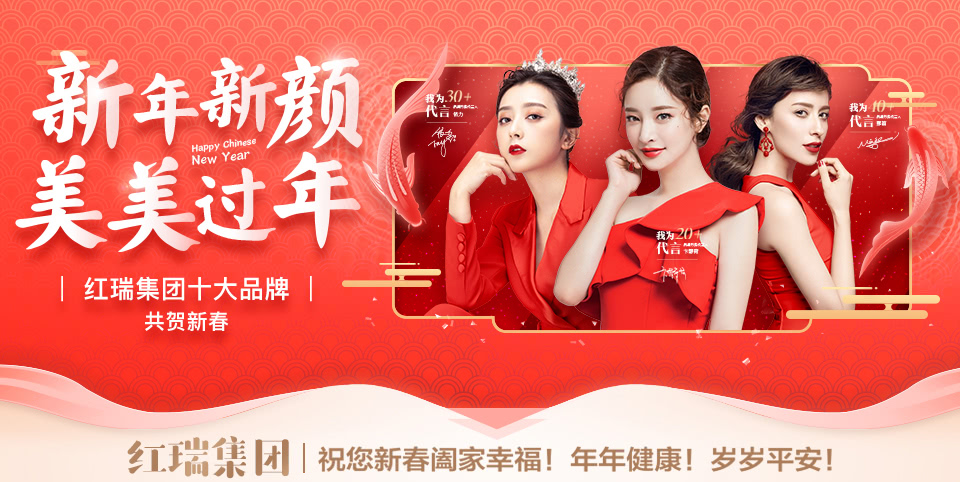 新年新颜
Happy Chinese
New Year
美美过年
红瑞集团十大品牌
共贺新春
我为30+
代言
我为20+
代言
我为10+
代言
红瑞集团
祝您新春阖家幸福！年年健康！岁岁平安！